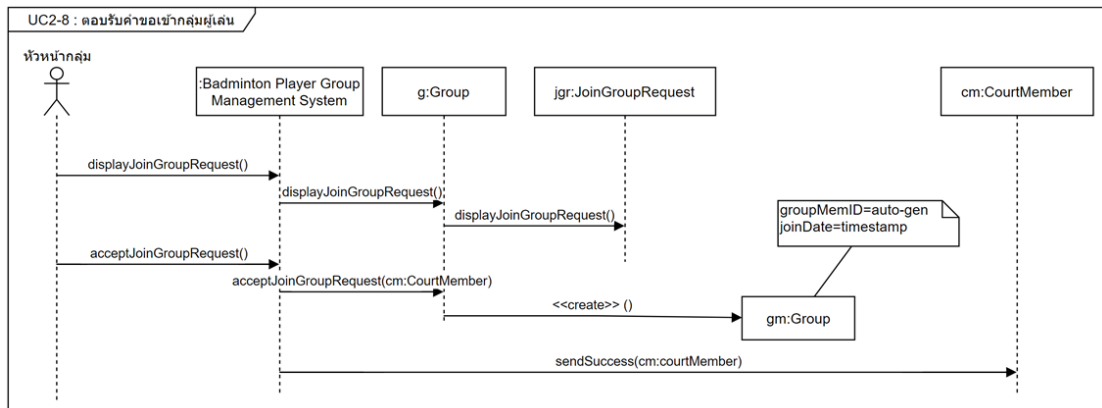 UC2-8 : ตอบรับคำขอเข้ากลุ่มผู้เล่น
หัวหน้ากลุ่ม
:Badminton Player Group
Management System
g:Group
jgr:JoinGroupRequest
cm:CourtMember
displayJoinGroupRequest()
displayJoinGroupRequest()
displayJoinGroupRequest()
groupMemID=auto-gen
joinDate=timestamp
acceptJoinGroupRequest()
acceptJoinGroupRequest(cm:CourtMember)
<<create>> ()
gm:Group
sendSuccess(cm:courtMember)